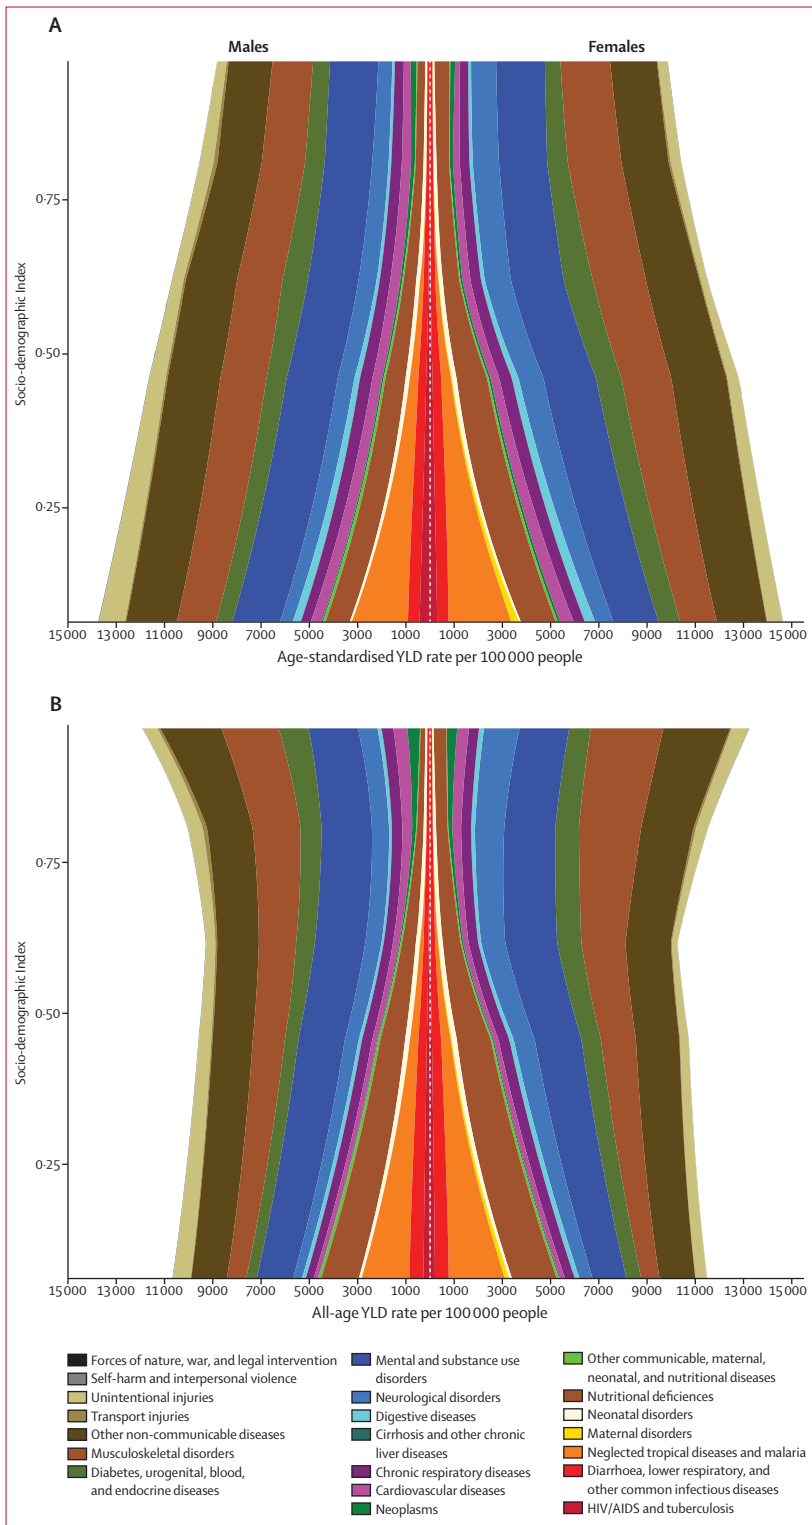 A
Males Females
0·75
0·50
0·25
Socio-demographic Index
15 000 13 000 11 000 9000 7000 5000 3000 1000 1000 3000 5000 7000 9000 11 000 13 000 15 000
Age-standardised YLD rate per 100 000 people
B
0·75
0·50
0·25
Socio-demographic Index
15 000 13 000 11 000 9000 7000 5000 3000 1000 1000 3000 5000 7000 9000 11 000 13 000 15 000
All-age YLD rate per 100 000 people
Forces of nature, war, and legal intervention
Self-harm and interpersonal violence
Unintentional injuries
Transport injuries
Other non-communicable diseases
Musculoskeletal disorders
Diabetes, urogenital, blood,
and endocrine diseases
Mental and substance use
disorders
Neurological disorders
Digestive diseases
Cirrhosis and other chronic
liver diseases
Chronic respiratory diseases
Cardiovascular diseases
Neoplasms
Other communicable, maternal,
neonatal, and nutritional diseases
Nutritional deficiences
Neonatal disorders
Maternal disorders
Neglected tropical diseases and malaria
Diarrhoea, lower respiratory, and
other common infectious diseases
HIV/AIDS and tuberculosis